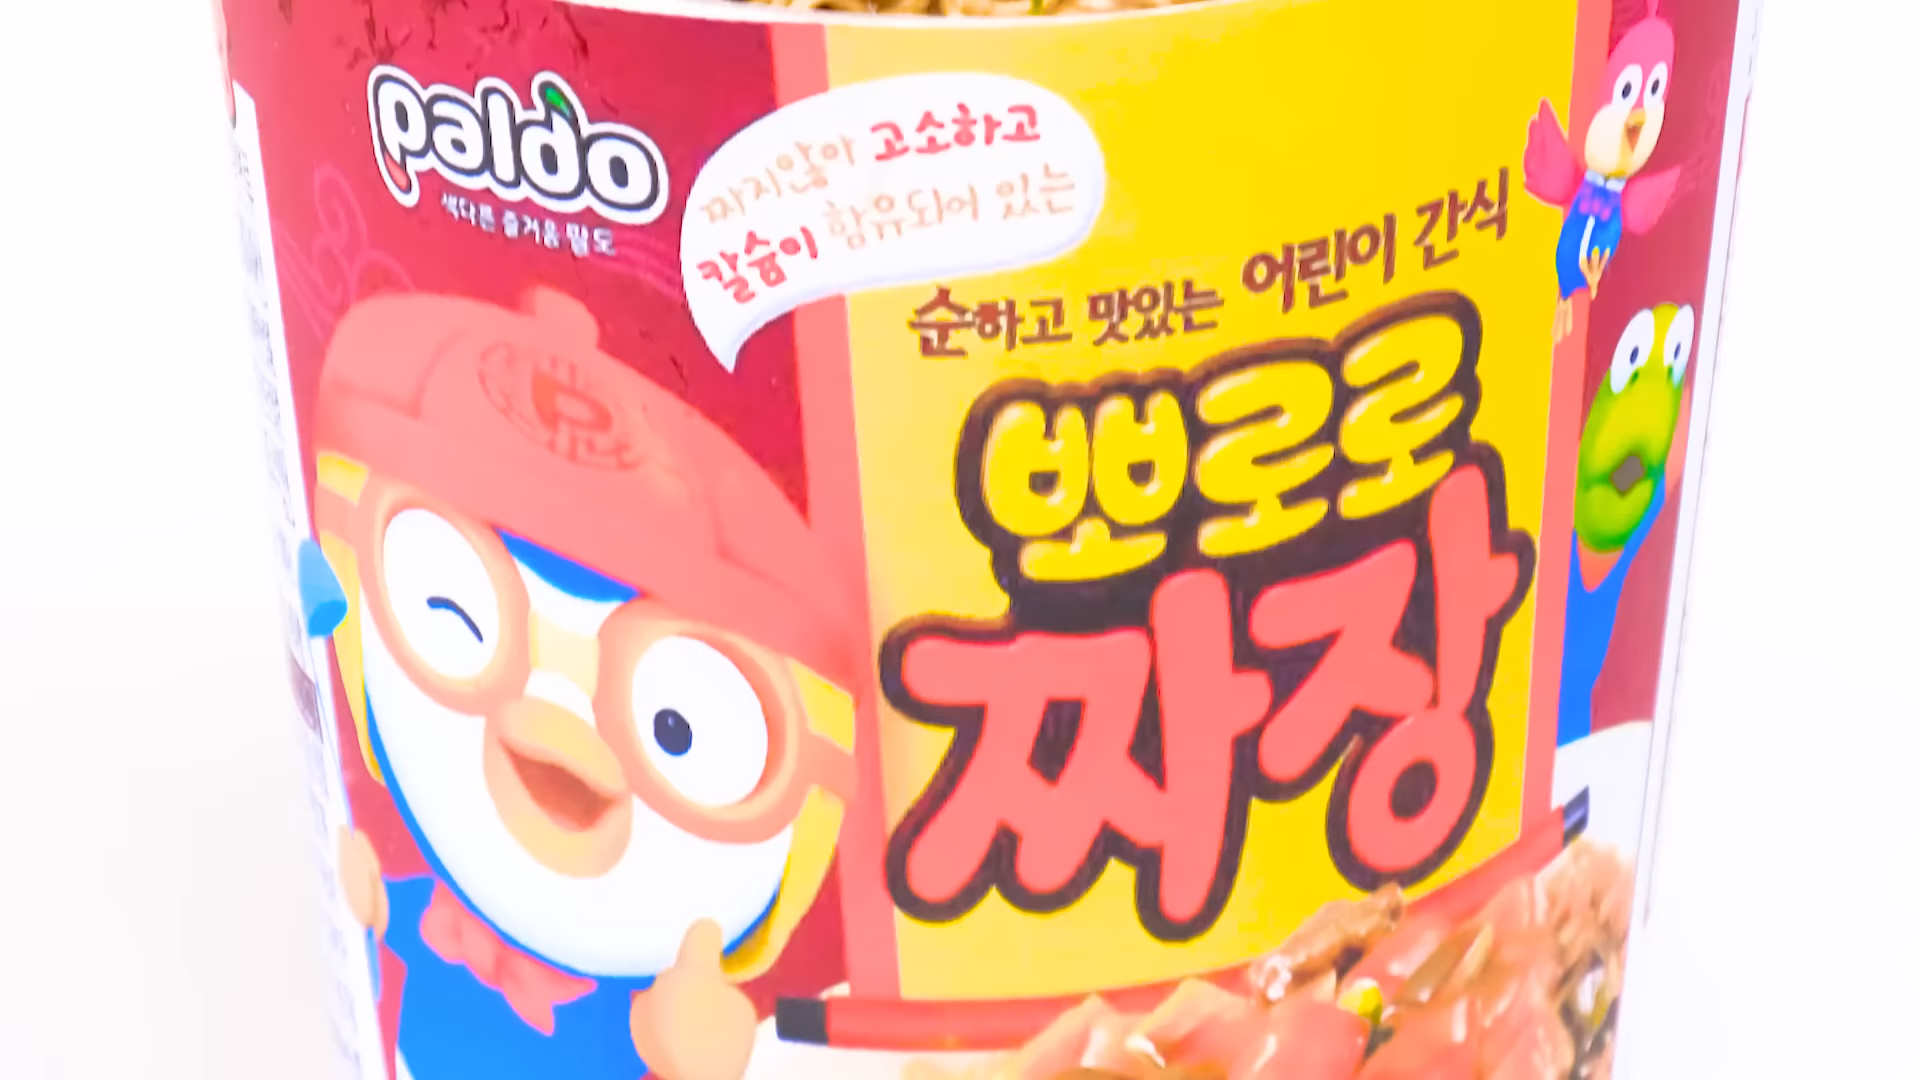 paldo
색다른 즐거움 팔도
짜지않아 고소하고
칼슘이 함유되어 있는
순하고 맛있는 어린이 간식
뽀로로
짜장
P